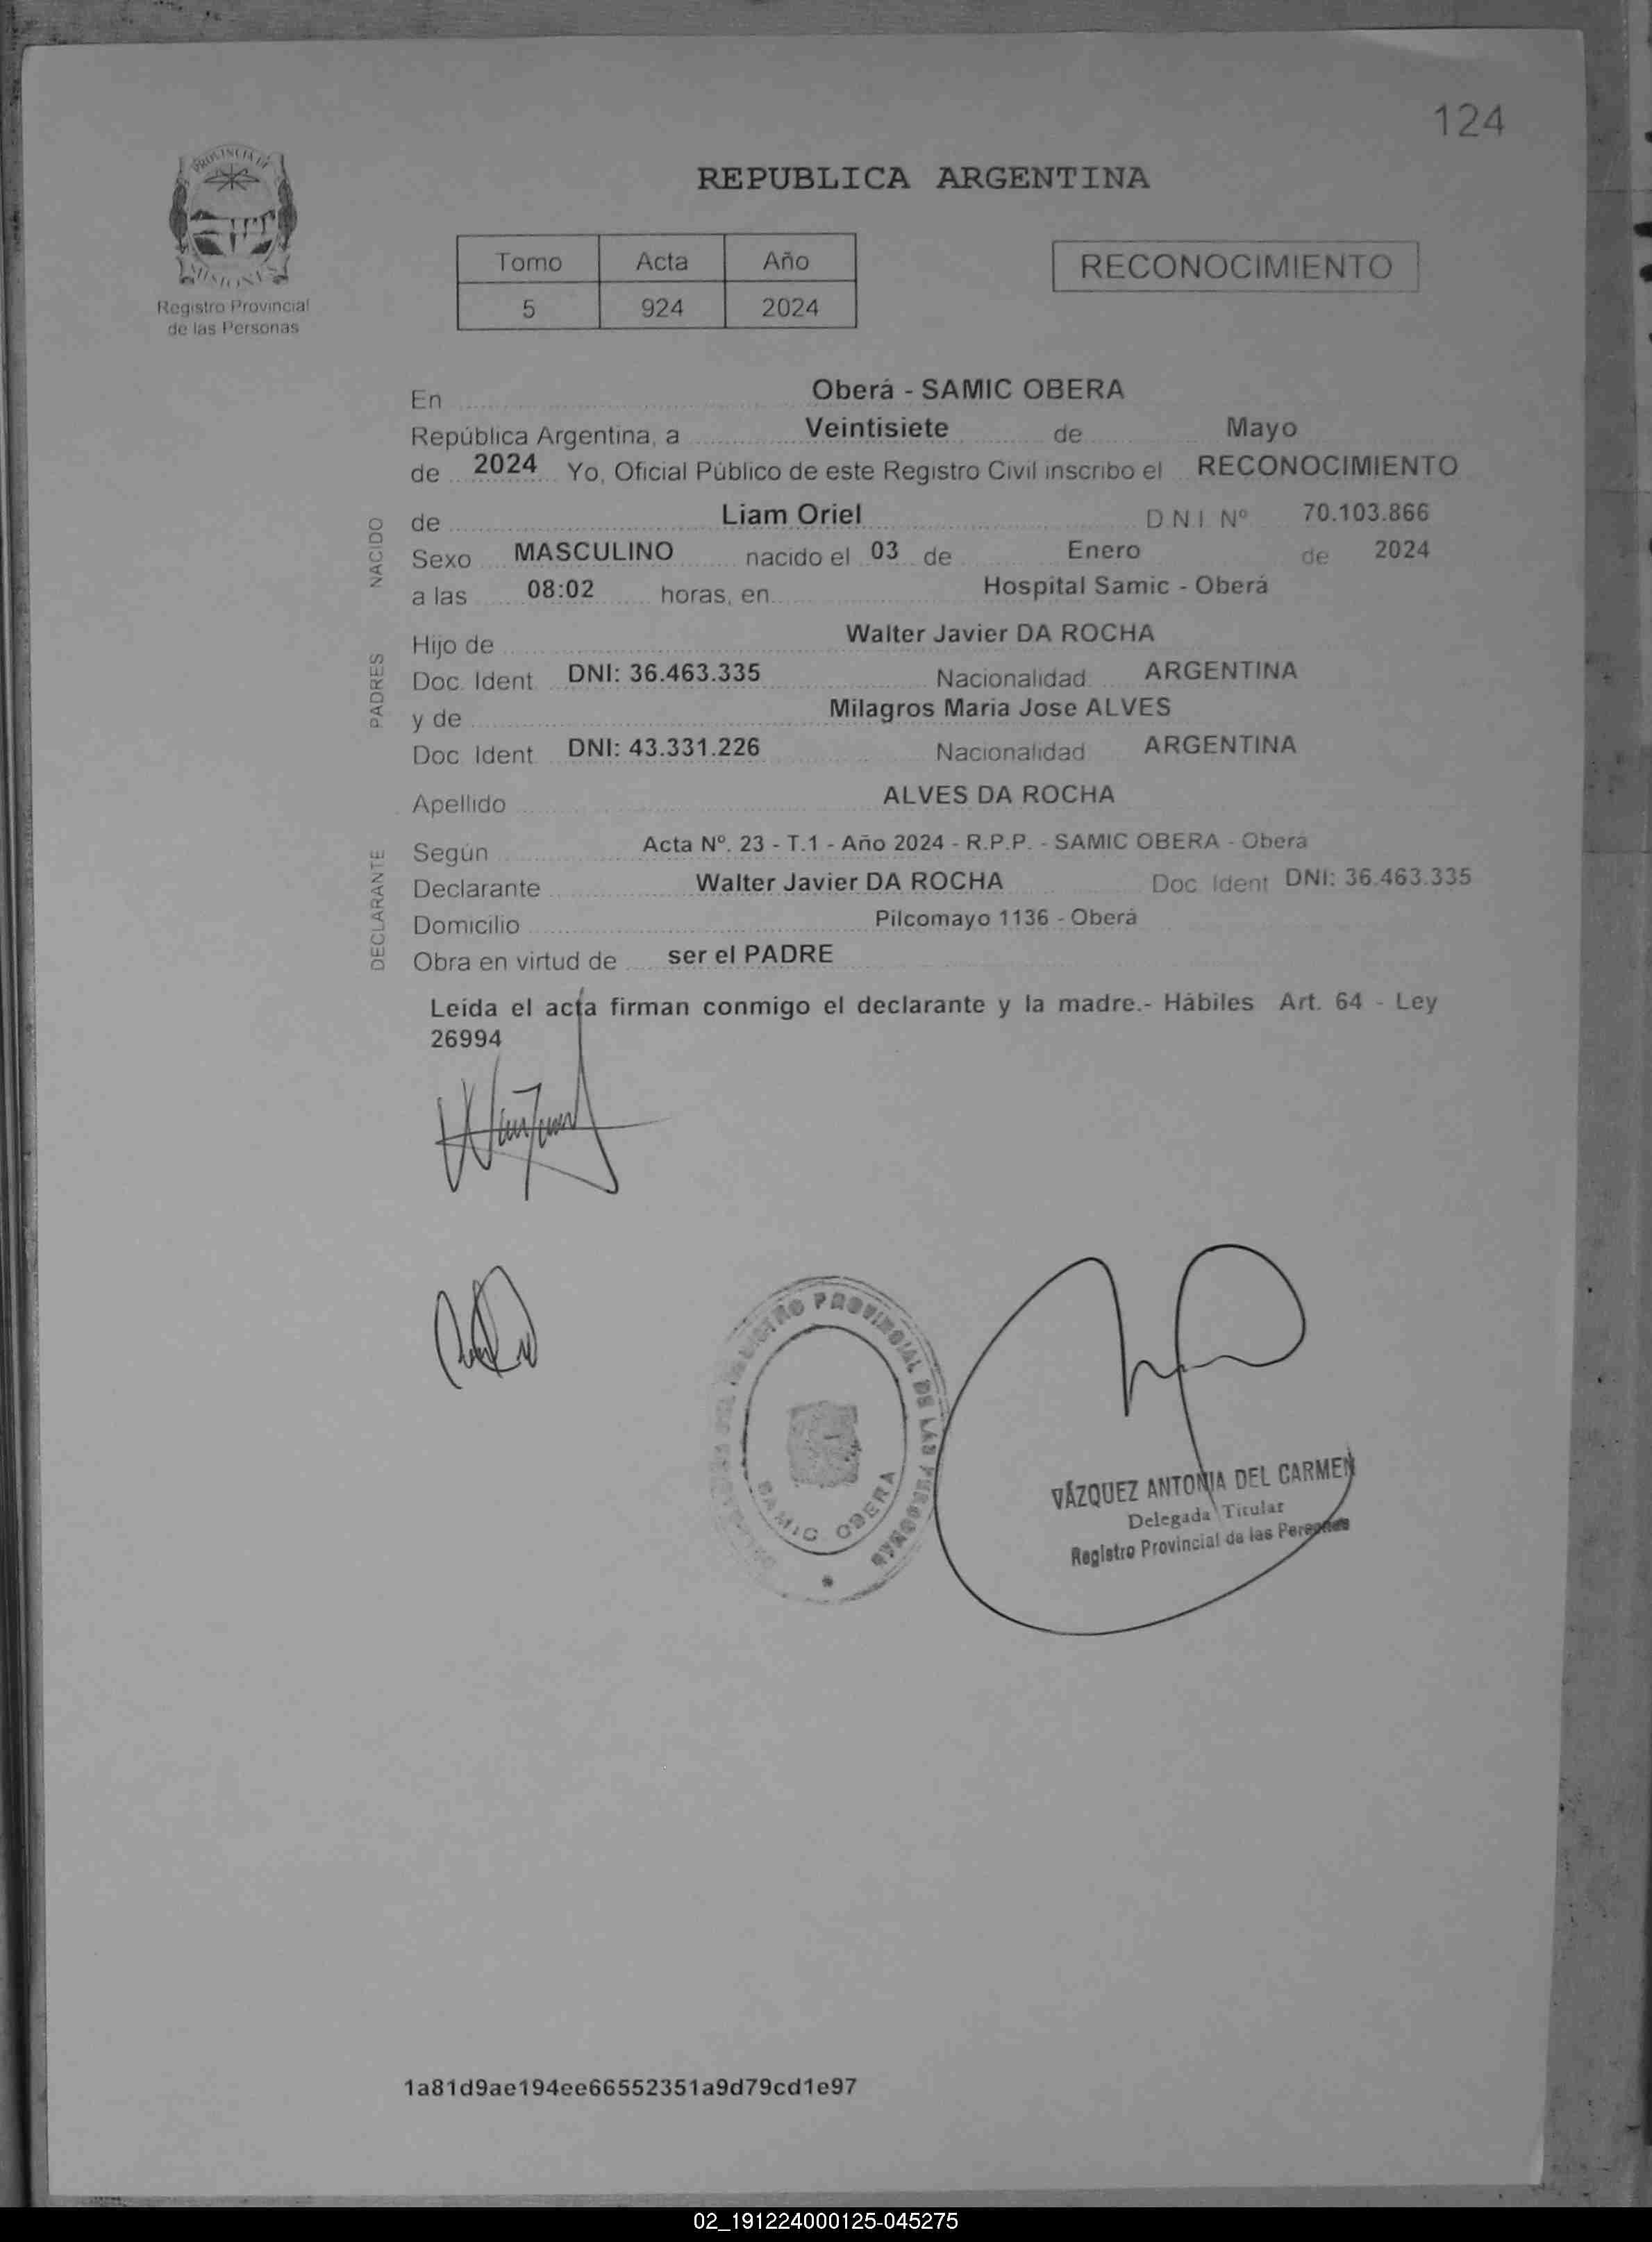 124
PROVINCIA DE
MISIONES
Registro Provincial
de las Personas
REPUBLICA ARGENTINA
Tomo Acta Año
5 924 2024
RECONOCIMIENTO
En Oberá - SAMIC OBERA
República Argentina, a Veintisiete de Mayo
de 2024 Yo, Oficial Público de este Registro Civil inscribo el RECONOCIMIENTO
NACIDO
de Liam Oriel D N I Nº 70.103.866
Sexo MASCULINO nacido el 03 de Enero de 2024
a las 08:02 horas, en Hospital Samic - Oberá
PADRES
Hijo de Walter Javier DA ROCHA
Doc. Ident DNI: 36.463.335 Nacionalidad ARGENTINA
y de Milagros Maria Jose ALVES
Doc Ident DNI: 43.331.226 Nacionalidad ARGENTINA
Apellido ALVES DA ROCHA
DECLARANTE
Según Acta Nº. 23 - T.1 - Año 2024 - R.P.P. - SAMIC OBERA - Oberá
Declarante Walter Javier DA ROCHA Doc Ident DNI: 36.463.335
Domicilio Pilcomayo 1136 - Oberá
Obra en virtud de ser el PADRE
Leída el acta firman conmigo el declarante y la madre.- Hábiles Art. 64 - Ley
26994
PROVINCIAL DE LAS PERSONAS
SAMIC OBERA
VÁZQUEZ ANTONIA DEL CARMEN
Delegada Titular
Registro Provincial de las Personas
1a81d9ae194ee66552351a9d79cd1e97
02_191224000125-045275